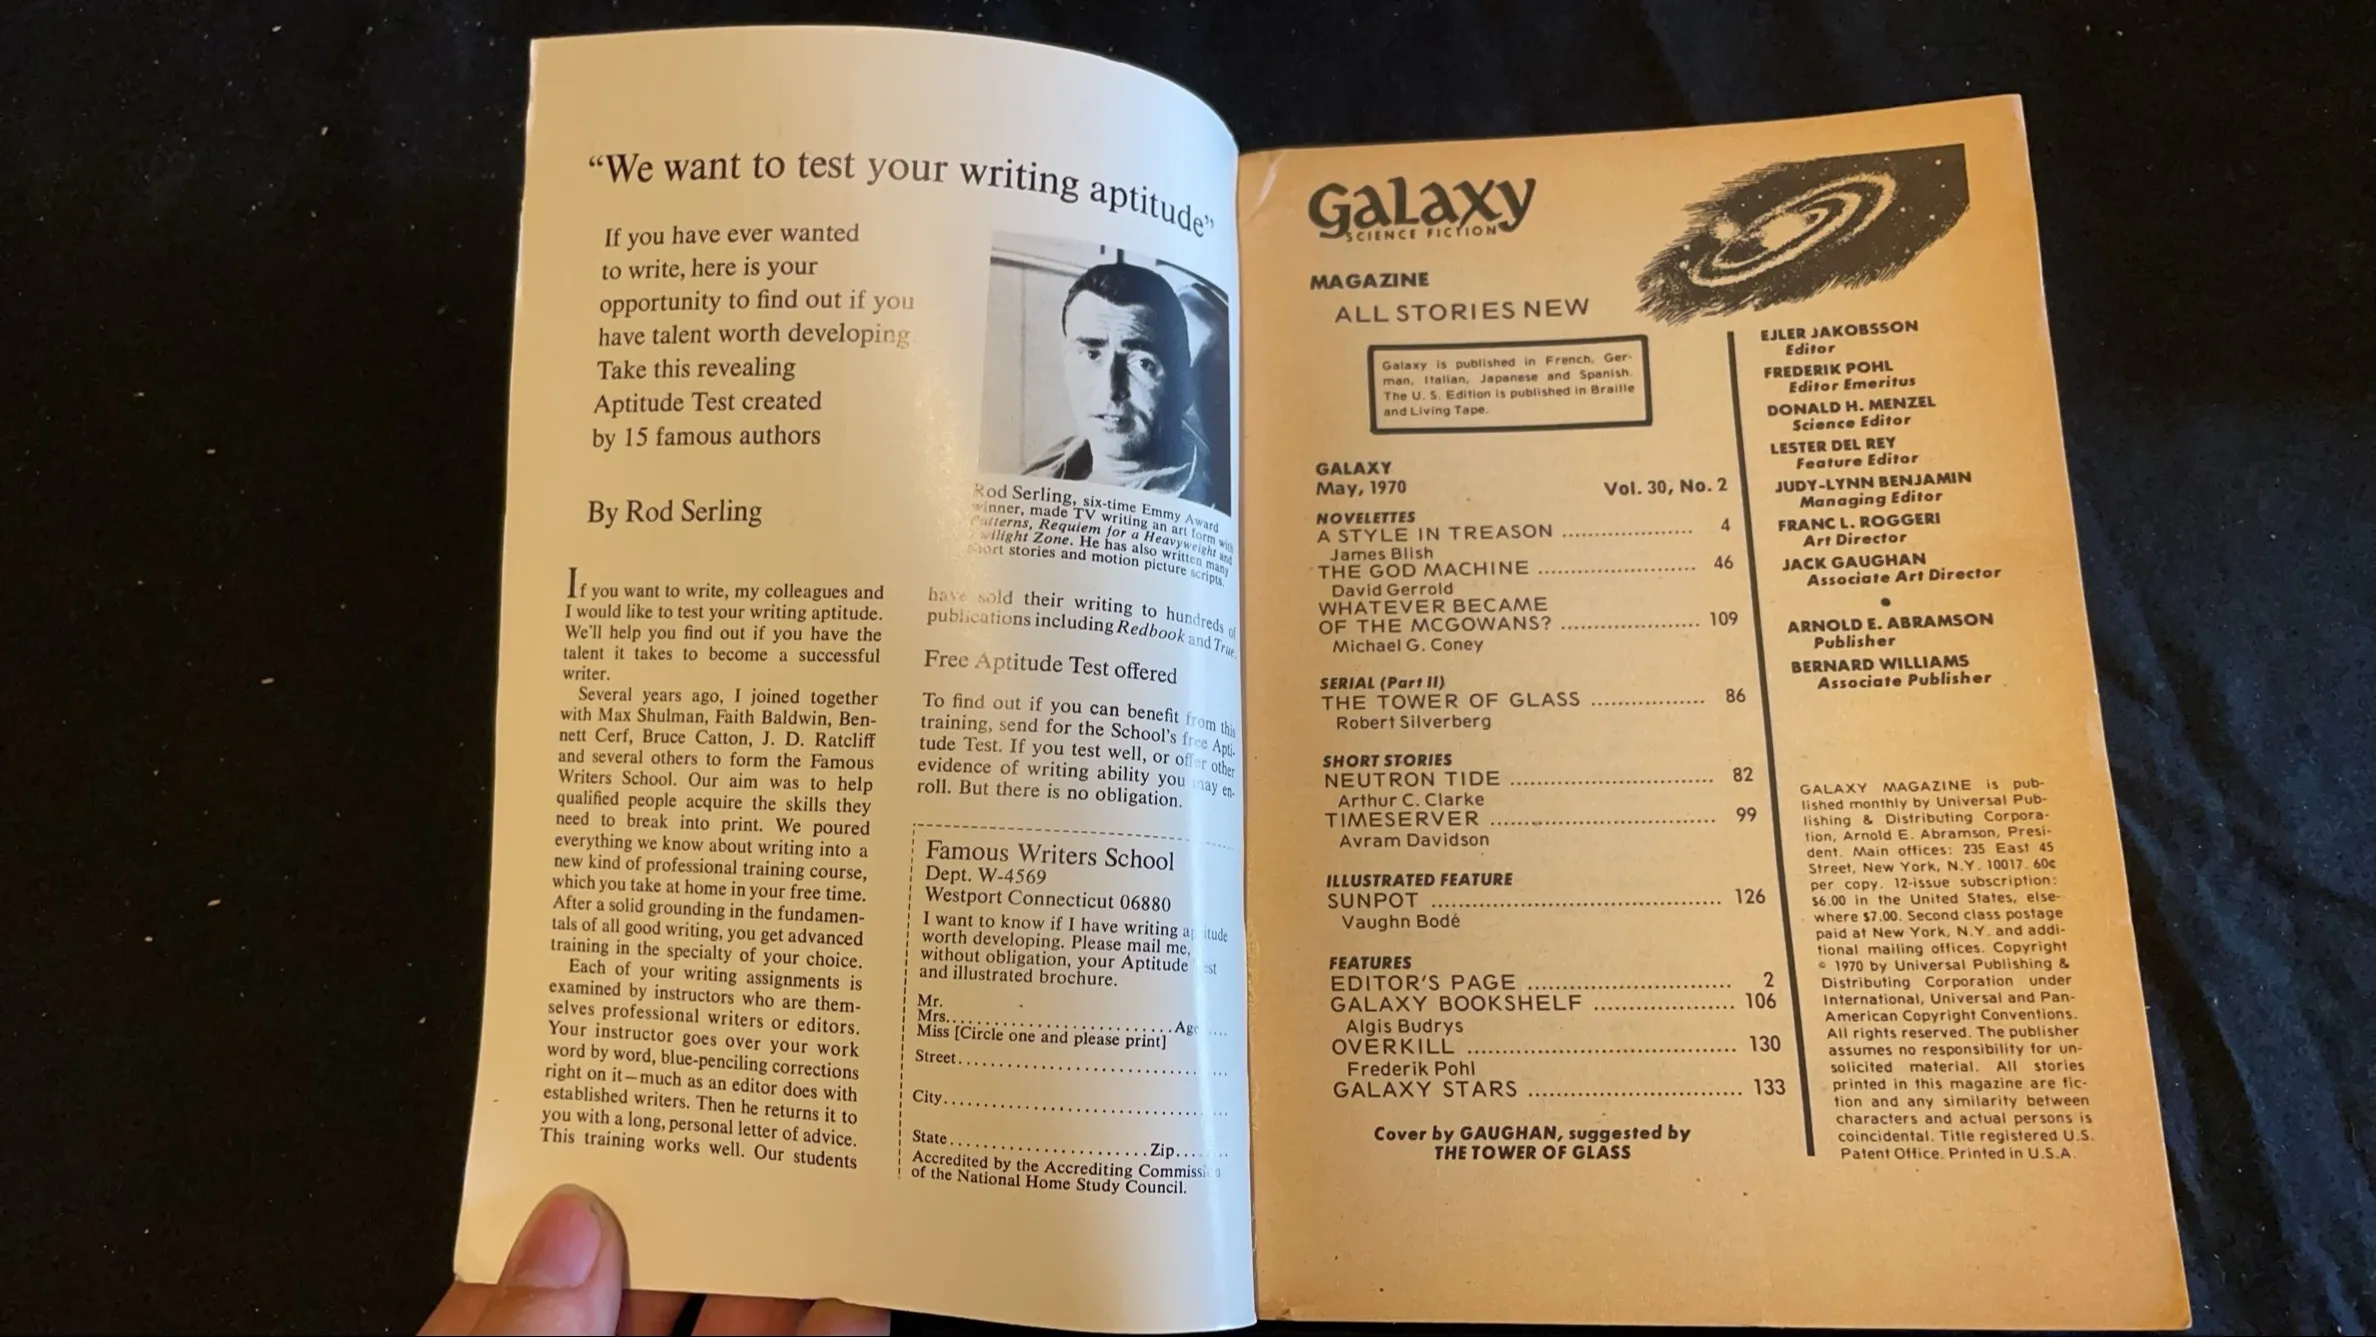 “We want to test your writing aptitude”
If you have ever wanted
to write, here is your
opportunity to find out if you
have talent worth developing.
Take this revealing
Aptitude Test created
by 15 famous authors
By Rod Serling
Rod Serling, six-time Emmy Award
winner, made TV writing an art form with
Patterns, Requiem for a Heavyweight and
Twilight Zone. He has also written many
short stories and motion picture scripts.
If you want to write, my colleagues and
I would like to test your writing aptitude.
We'll help you find out if you have the
talent it takes to become a successful
writer.
Several years ago, I joined together
with Max Shulman, Faith Baldwin, Ben-
nett Cerf, Bruce Catton, J. D. Ratcliff
and several others to form the Famous
Writers School. Our aim was to help
qualified people acquire the skills they
need to break into print. We poured
everything we know about writing into a
new kind of professional training course,
which you take at home in your free time.
After a solid grounding in the fundamen-
tals of all good writing, you get advanced
training in the specialty of your choice.
Each of your writing assignments is
examined by instructors who are them-
selves professional writers or editors.
Your instructor goes over your work
word by word, blue-penciling corrections
right on it—much as an editor does with
established writers. Then he returns it to
you with a long, personal letter of advice.
This training works well. Our students
have sold their writing to hundreds of
publications including Redbook and True.
Free Aptitude Test offered
To find out if you can benefit from this
training, send for the School's free Apti-
tude Test. If you test well, or offer other
evidence of writing ability you may en-
roll. But there is no obligation.
Famous Writers School
Dept. W-4569
Westport Connecticut 06880
I want to know if I have writing aptitude
worth developing. Please mail me,
without obligation, your Aptitude Test
and illustrated brochure.
Mr.
Mrs..............................Age....
Miss [Circle one and please print]
Street...............................
City.................................
State.........................Zip......
Accredited by the Accrediting Commission
of the National Home Study Council.
Galaxy
SCIENCE FICTION
MAGAZINE
ALL STORIES NEW
Galaxy is published in French, Ger-
man, Italian, Japanese and Spanish.
The U. S. Edition is published in Braille
and Living Tape.
GALAXY
May, 1970 Vol. 30, No. 2
NOVELETTES
A STYLE IN TREASON .................... 4
James Blish
THE GOD MACHINE ........................ 46
David Gerrold
WHATEVER BECAME
OF THE MCGOWANS? ..................... 109
Michael G. Coney
SERIAL (Part II)
THE TOWER OF GLASS .................. 86
Robert Silverberg
SHORT STORIES
NEUTRON TIDE .............................. 82
Arthur C. Clarke
TIMESERVER ................................. 99
Avram Davidson
ILLUSTRATED FEATURE
SUNPOT .......................................... 126
Vaughn Bodé
FEATURES
EDITOR'S PAGE .............................. 2
GALAXY BOOKSHELF ..................... 106
Algis Budrys
OVERKILL ....................................... 130
Frederik Pohl
GALAXY STARS ............................... 133
Cover by GAUGHAN, suggested by
THE TOWER OF GLASS
EJLER JAKOBSSON
Editor
FREDERIK POHL
Editor Emeritus
DONALD H. MENZEL
Science Editor
LESTER DEL REY
Feature Editor
JUDY-LYNN BENJAMIN
Managing Editor
FRANC L. ROGGERI
Art Director
JACK GAUGHAN
Associate Art Director
•
ARNOLD E. ABRAMSON
Publisher
BERNARD WILLIAMS
Associate Publisher
GALAXY MAGAZINE is pub-
lished monthly by Universal Pub-
lishing & Distributing Corpora-
tion, Arnold E. Abramson, Presi-
dent. Main offices: 235 East 45
Street, New York, N.Y. 10017. 60¢
per copy. 12-issue subscription:
$6.00 in the United States, else-
where $7.00. Second class postage
paid at New York, N.Y. and addi-
tional mailing offices. Copyright
© 1970 by Universal Publishing &
Distributing Corporation under
International, Universal and Pan-
American Copyright Conventions.
All rights reserved. The publisher
assumes no responsibility for un-
solicited material. All stories
printed in this magazine are fic-
tion and any similarity between
characters and actual persons is
coincidental. Title registered U.S.
Patent Office. Printed in U.S.A.